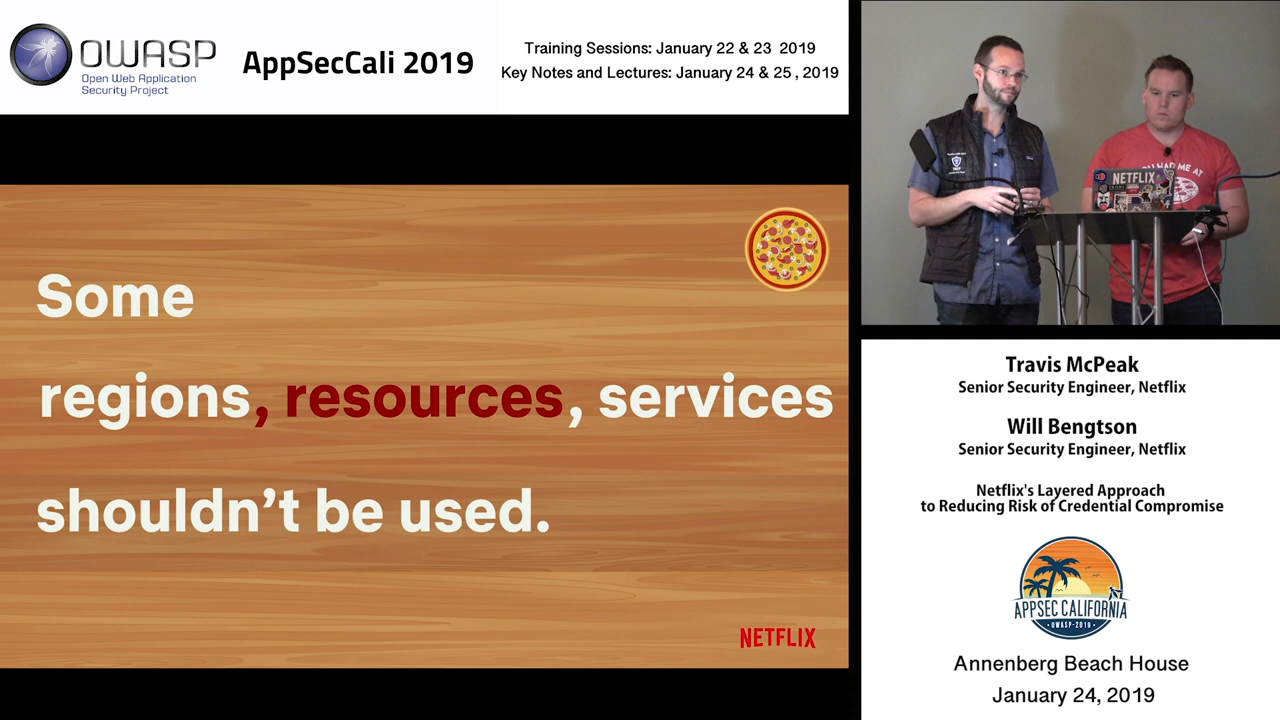 OWASP
Open Web Application
Security Project
AppSecCali 2019
Training Sessions: January 22 & 23 2019
Key Notes and Lectures: January 24 & 25 , 2019
Some
regions, resources, services
shouldn't be used.
NETFLIX
NETFLIX
Travis McPeak
Senior Security Engineer, Netflix
Will Bengtson
Senior Security Engineer, Netflix
Netflix's Layered Approach
to Reducing Risk of Credential Compromise
APPSEC CALIFORNIA
OWASP-2019
Annenberg Beach House
January 24, 2019